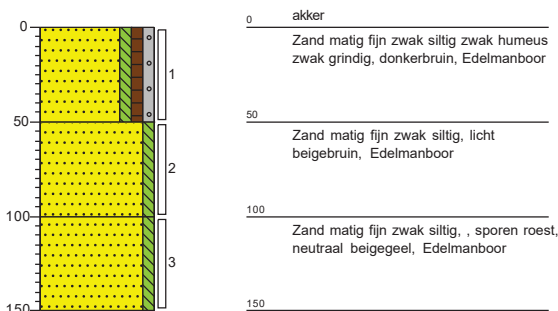 0
50
100
150
1
2
3
0
akker
Zand matig fijn zwak siltig zwak humeus
zwak grindig, donkerbruin, Edelmanboor
50
Zand matig fijn zwak siltig, licht
beigebruin, Edelmanboor
100
Zand matig fijn zwak siltig, , sporen roest,
neutraal beigegeel, Edelmanboor
150